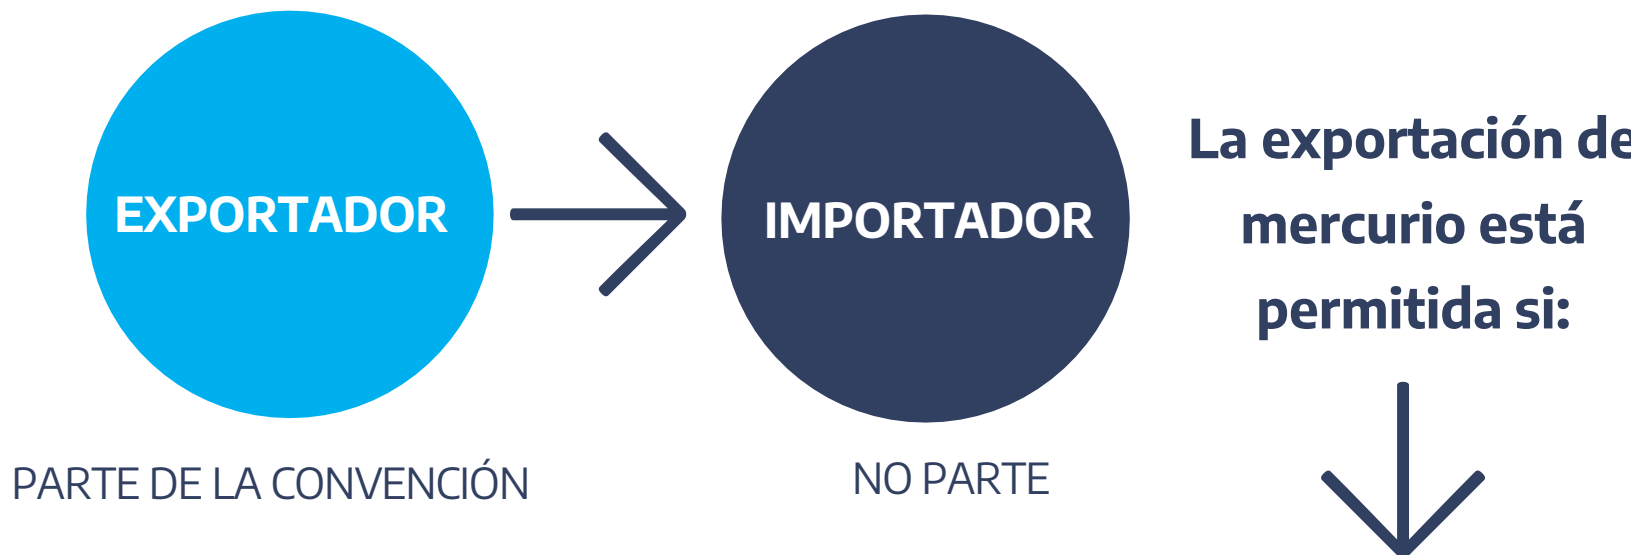 EXPORTADOR
IMPORTADOR
PARTE DE LA CONVENCIÓN
NO PARTE
La exportación de
mercurio está
permitida si: